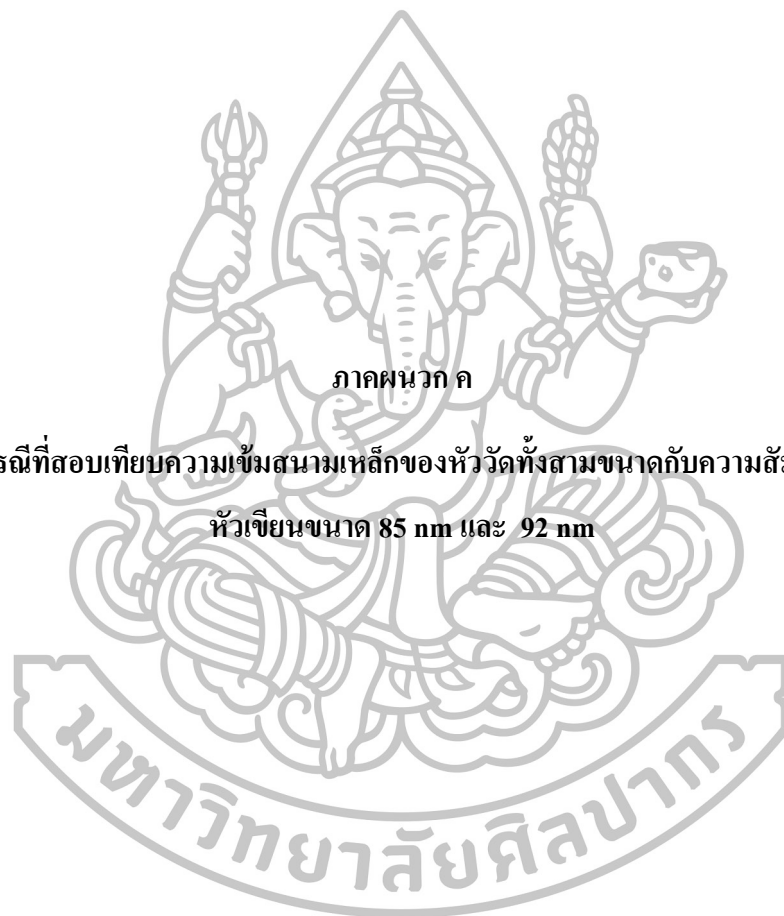 ภาคผนวก ค
รณีที่สอบเทียบความเข้มสนามเหล็กของหัววัดทั้งสามขนาดกับความสั
หัวเขียนขนาด 85 nm และ 92 nm
มหาวิทยาลัยศิลปากร